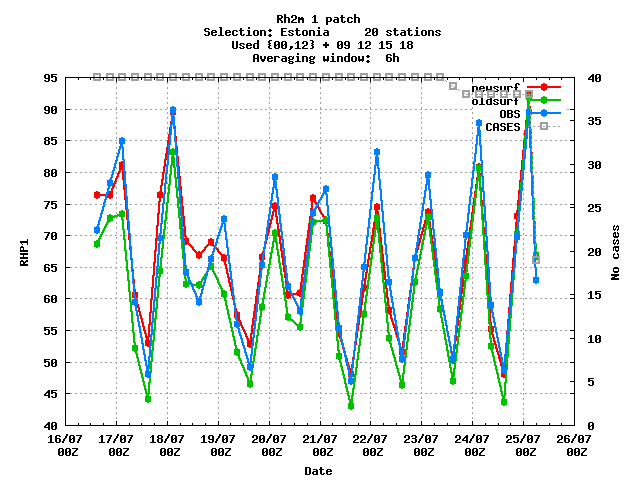 Rh2m 1 patch
Selection: Estonia 20 stations
Used {00,12} + 09 12 15 18
Averaging window: 6h
95 40
newsurf
oldsurf
90
OBS 35
CASES
85
80
30
75
25
70
RHP1 No cases
65 20
60
15
55
10
50
45 5
40 0
16/07 17/07 18/07 19/07 20/07 21/07 22/07 23/07 24/07 25/07 26/07
00Z 00Z 00Z 00Z 00Z 00Z 00Z 00Z 00Z 00Z 00Z
Date